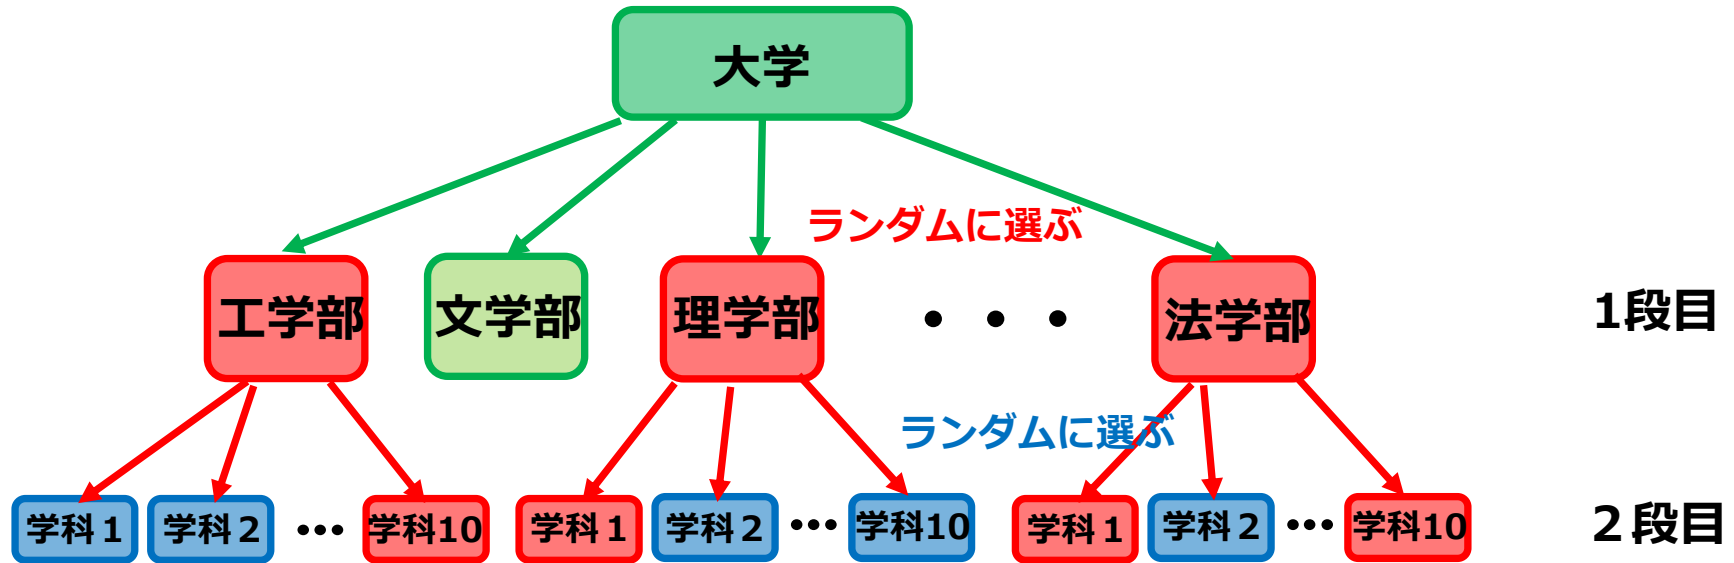 大学
ランダムに選ぶ
工学部 文学部 理学部 ・・・ 法学部 1段目
ランダムに選ぶ
学科１ 学科２ … 学科10 学科１ 学科２ … 学科10 学科１ 学科２ … 学科10 ２段目